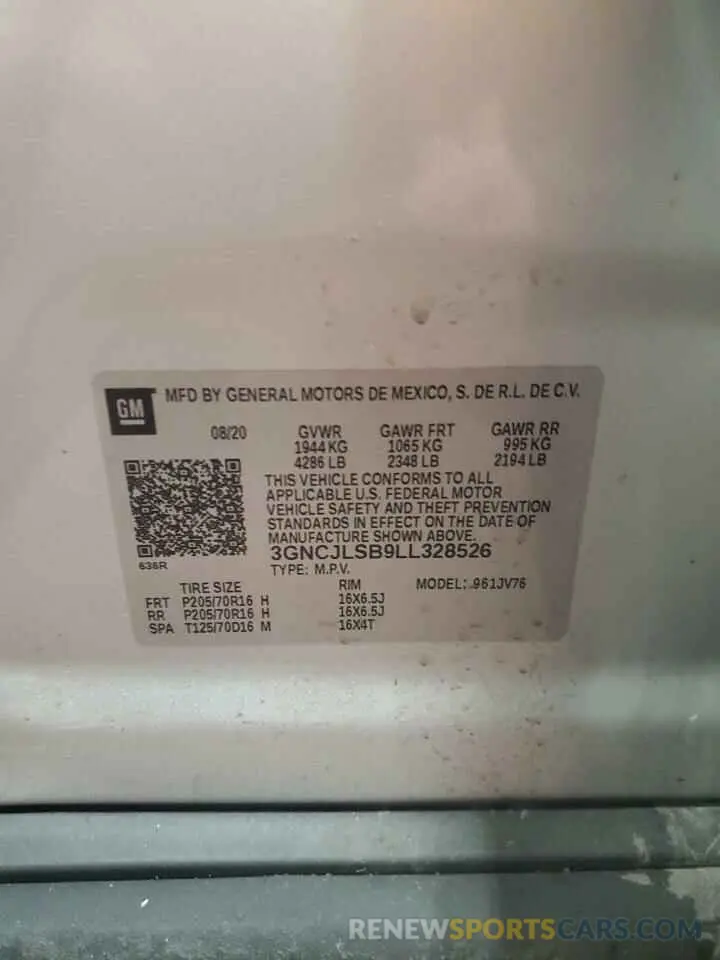 GM
MFD BY GENERAL MOTORS DE MEXICO, S. DE R.L. DE C.V.
08/20 GVWR GAWR FRT GAWR RR
1944 KG 1065 KG 995 KG
4286 LB 2348 LB 2194 LB
THIS VEHICLE CONFORMS TO ALL
APPLICABLE U.S. FEDERAL MOTOR
VEHICLE SAFETY AND THEFT PREVENTION
STANDARDS IN EFFECT ON THE DATE OF
MANUFACTURE SHOWN ABOVE.
3GNCJLSB9LL328526
636R
TYPE: M.P.V.
TIRE SIZE RIM MODEL: .961JV76
FRT P205/70R16 H 16X6.5J
RR P205/70R16 H 16X6.5J
SPA T125/70D16 M 16X4T
RENEWSPORTSCARS.COM